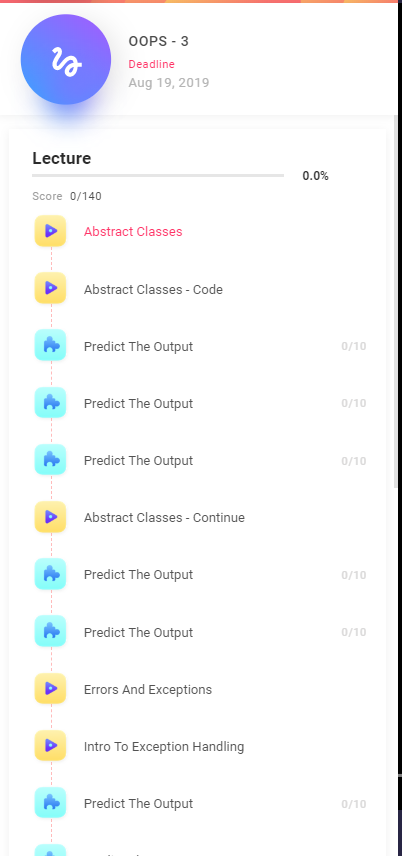 OOPS - 3
Deadline
Aug 19, 2019
Lecture
0.0%
Score 0/140
Abstract Classes
Abstract Classes - Code
Predict The Output 0/10
Predict The Output 0/10
Predict The Output 0/10
Abstract Classes - Continue
Predict The Output 0/10
Predict The Output 0/10
Errors And Exceptions
Intro To Exception Handling
Predict The Output 0/10